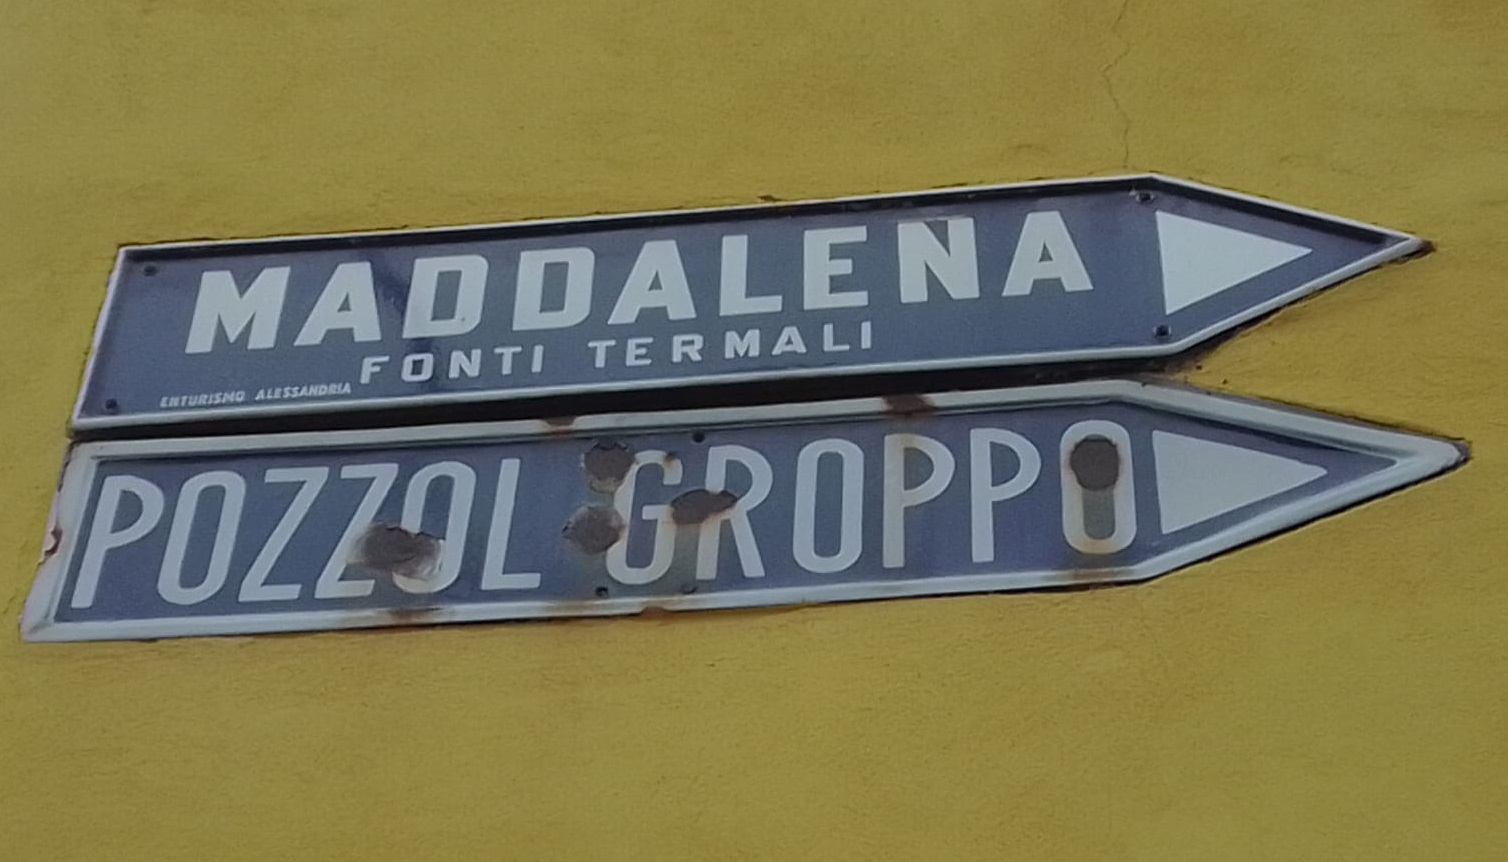 MADDALENA
FONTI TERMALI
ENTURISMO ALESSANDRIA
POZZOL GROPPO